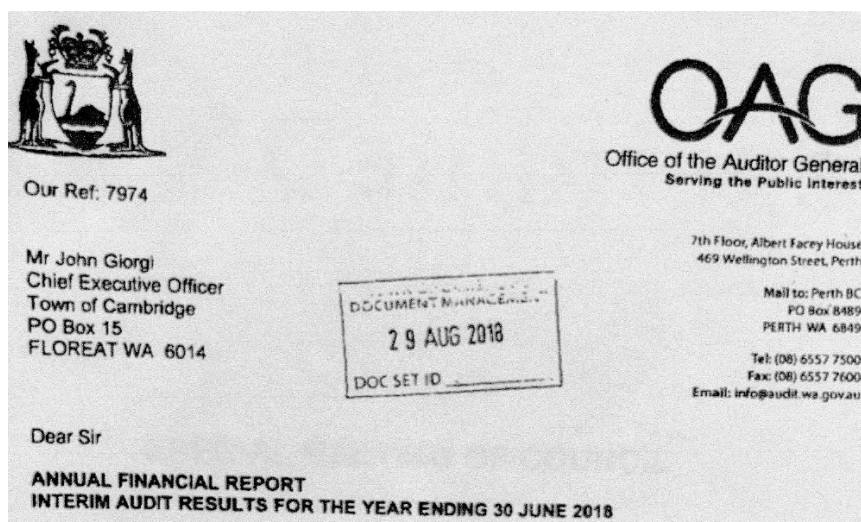 OAG
Office of the Auditor General
Serving the Public Interest
Our Ref: 7974
7th Floor, Albert Facey House
469 Wellington Street, Perth
Mail to: Perth BC
PO Box 8489
PERTH WA 6849
Tel: (08) 6557 7500
Fax: (08) 6557 7600
Email: info@audit.wa.gov.au
Mr John Giorgi
Chief Executive Officer
Town of Cambridge
PO Box 15
FLOREAT WA 6014
DOCUMENT MANAGEMENT
29 AUG 2018
DOC SET ID
Dear Sir
ANNUAL FINANCIAL REPORT
INTERIM AUDIT RESULTS FOR THE YEAR ENDING 30 JUNE 2018